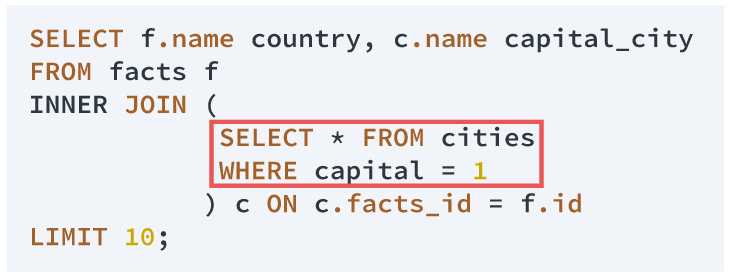 SELECT f.name country, c.name capital_city
FROM facts f
INNER JOIN (
SELECT * FROM cities
WHERE capital = 1
) c ON c.facts_id = f.id
LIMIT 10;